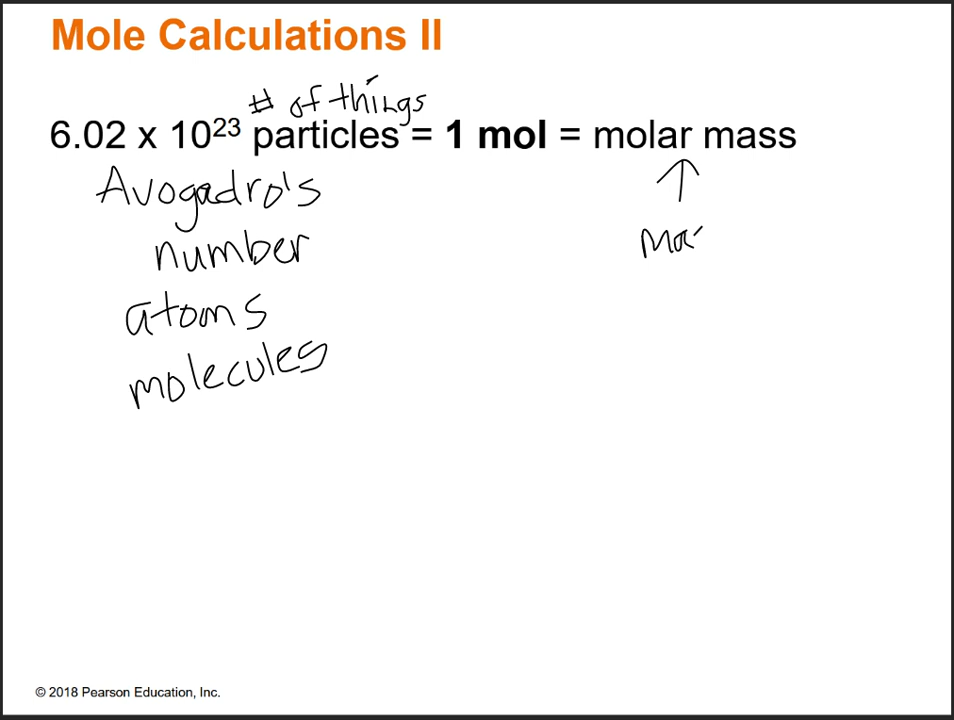 Mole Calculations II
# of things
6.02 x 10²³ particles = 1 mol = molar mass
Avogadro's
number
atoms
molecules
© 2018 Pearson Education, Inc.